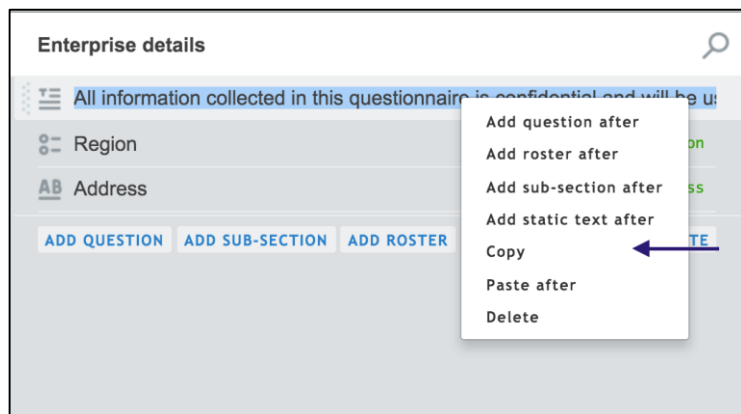 Enterprise details
All information collected in this questionnaire is confidential and will be
Region
Address
ADD QUESTION ADD SUB-SECTION ADD ROSTER
Add question after
Add roster after
Add sub-section after
Add static text after
Copy
Paste after
Delete